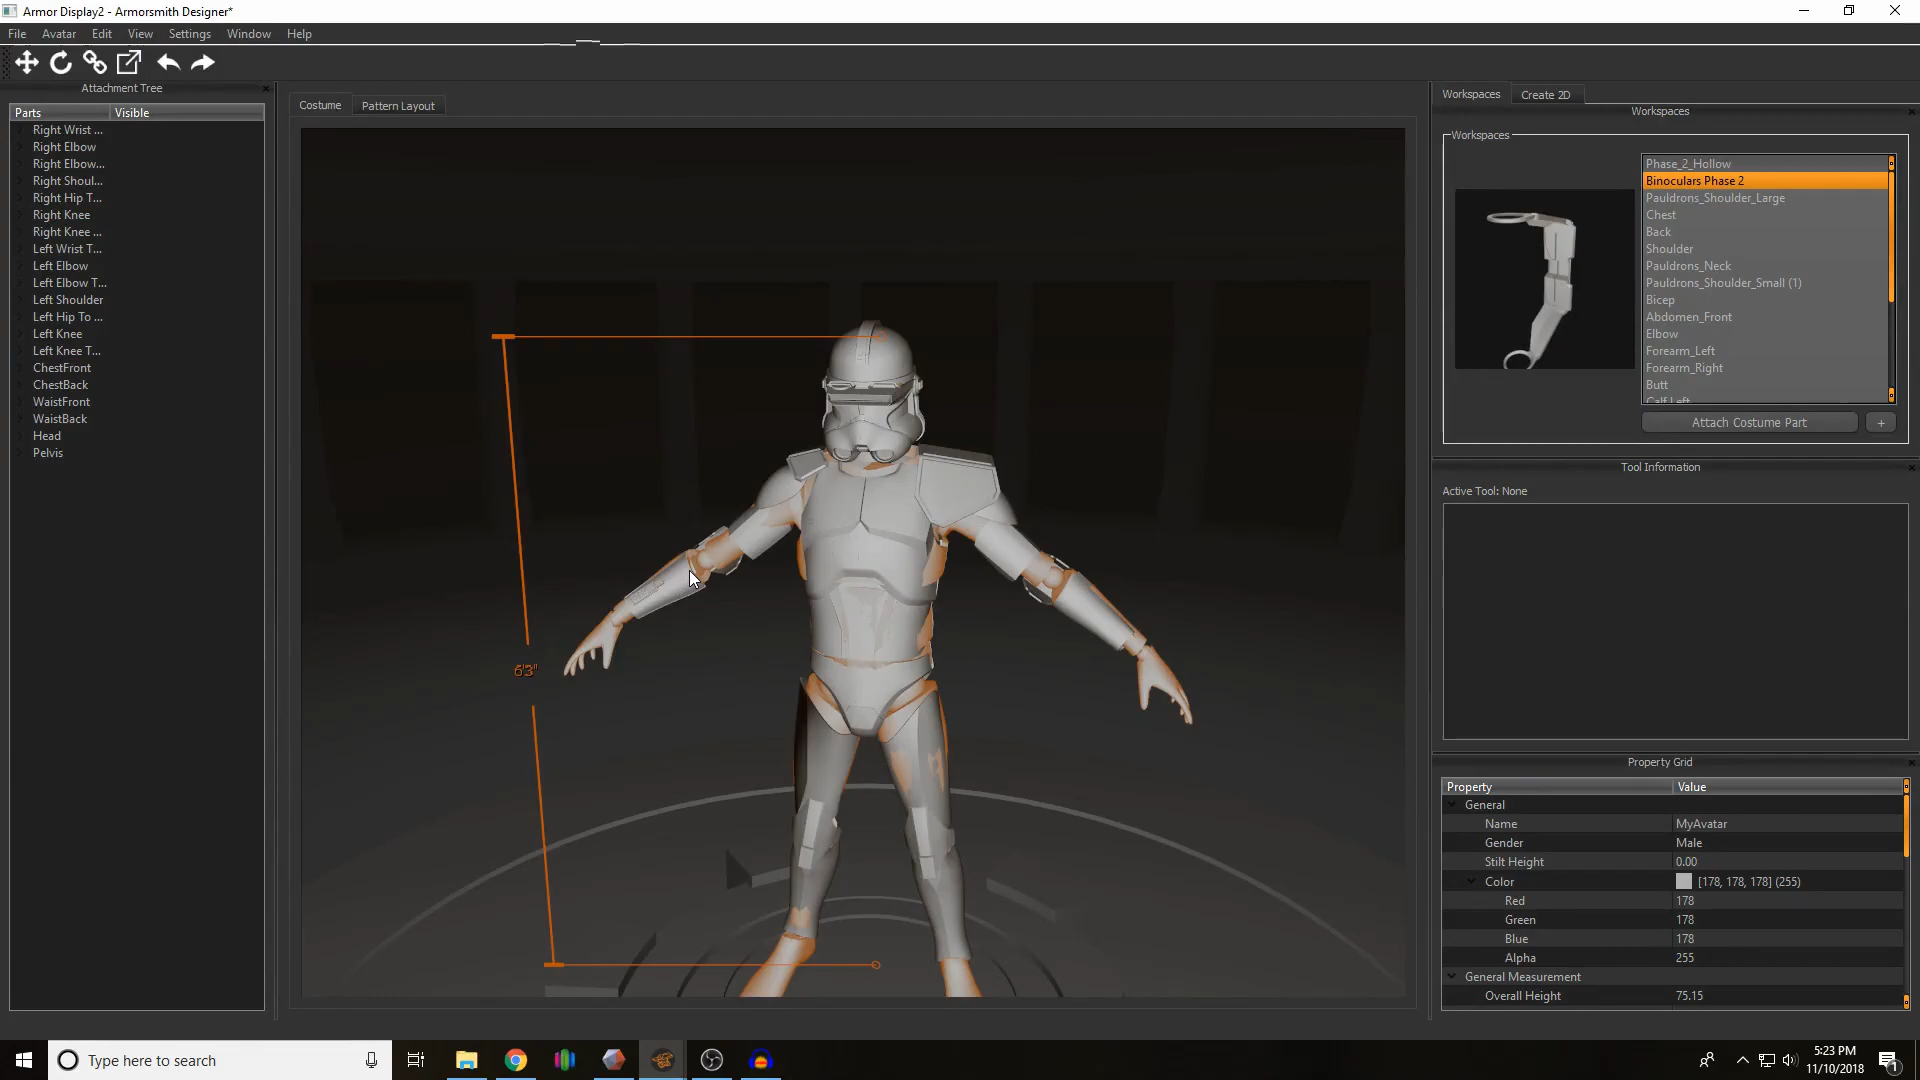 Armor Display2 - Armorsmith Designer*
File Avatar Edit View Settings Window Help
Attachment Tree
Parts Visible
Right Wrist ...
Right Elbow
Right Elbow...
Right Shoul...
Right Hip T...
Right Knee
Right Knee ...
Left Wrist T...
Left Elbow
Left Elbow T...
Left Shoulder
Left Hip To ...
Left Knee
Left Knee T...
ChestFront
ChestBack
WaistFront
WaistBack
Head
Pelvis
Costume Pattern Layout
6'3"
Workspaces Create 2D
Workspaces
Workspaces
Phase_2_Hollow
Binoculars Phase 2
Pauldrons_Shoulder_Large
Chest
Back
Shoulder
Pauldrons_Neck
Pauldrons_Shoulder_Small (1)
Bicep
Abdomen_Front
Elbow
Forearm_Left
Forearm_Right
Butt
Calf Left
Attach Costume Part +
Tool Information
Active Tool: None
Property Grid
Property Value
General
Name MyAvatar
Gender Male
Stilt Height 0.00
Color [178, 178, 178] (255)
Red 178
Green 178
Blue 178
Alpha 255
General Measurement
Overall Height 75.15
Type here to search
5:23 PM
11/10/2018
1